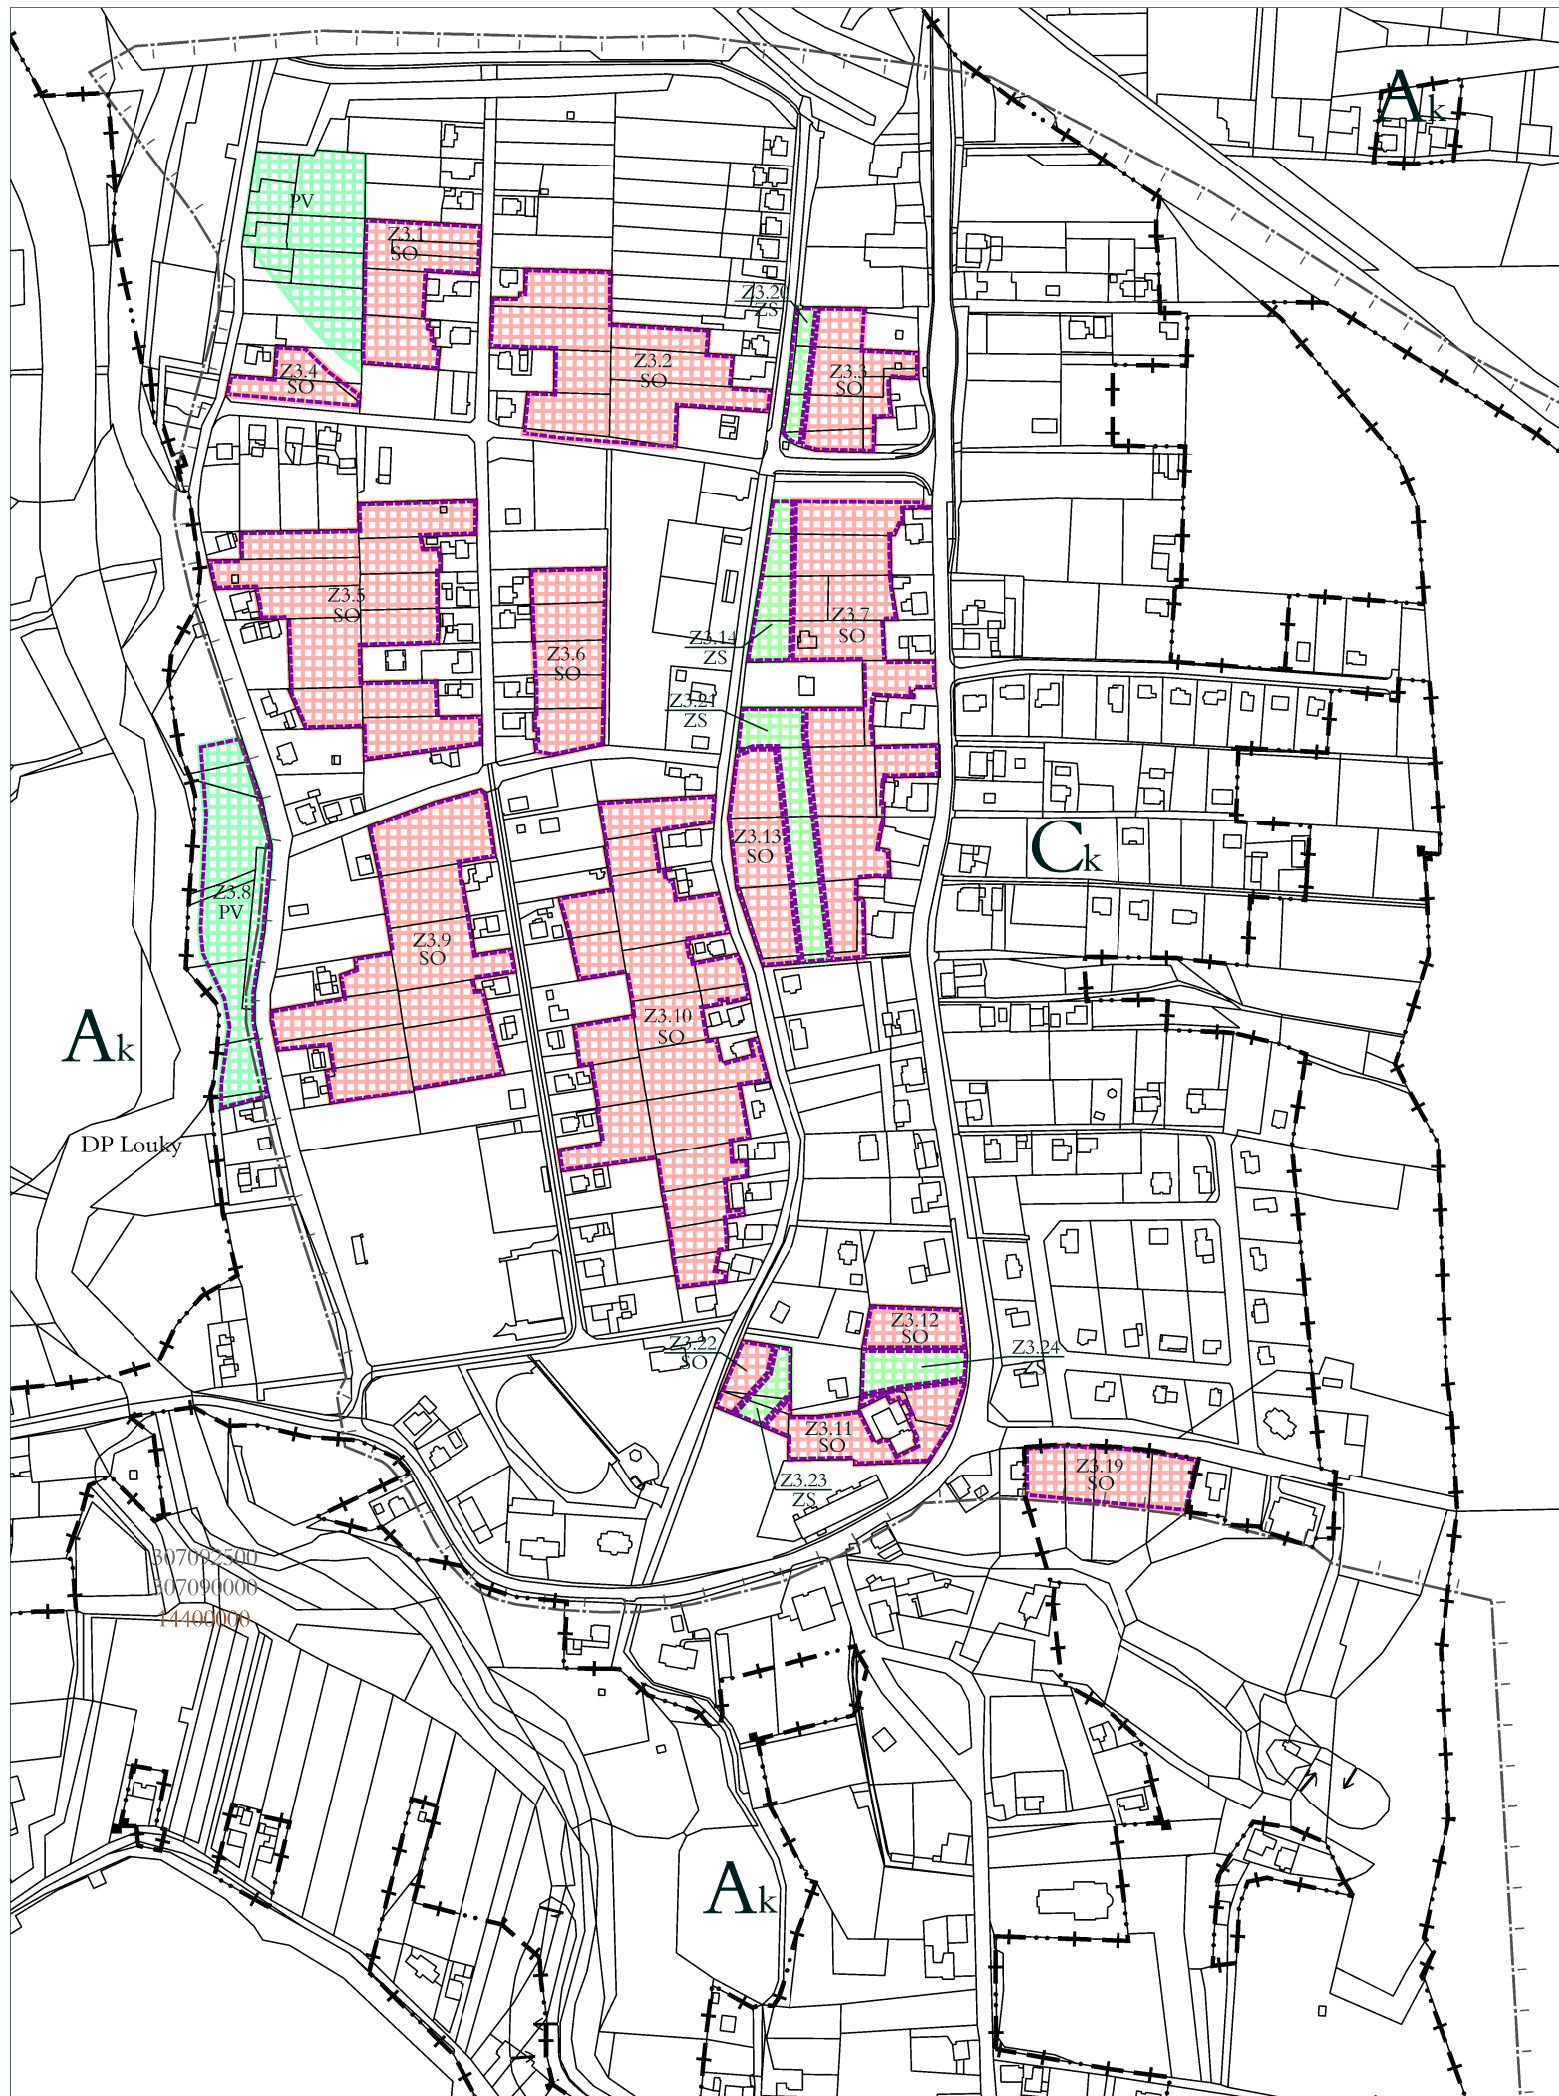 Ak
PV
Z3.1
SO
Z3.20
ZS
Z3.2
SO
Z3.3
SO
Z3.4
SO
Z3.5
SO
Z3.6
SO
Z3.7
SO
Z3.14
ZS
Z3.21
ZS
Z3.13
SO
Ck
Z3.8
PV
Z3.9
SO
Z3.10
SO
Ak
DP Louky
Z3.12
SO
Z3.22
SO
Z3.24
ZS
Z3.11
SO
Z3.19
SO
Z3.23
ZS
307092500
307090000
14400000
Ak